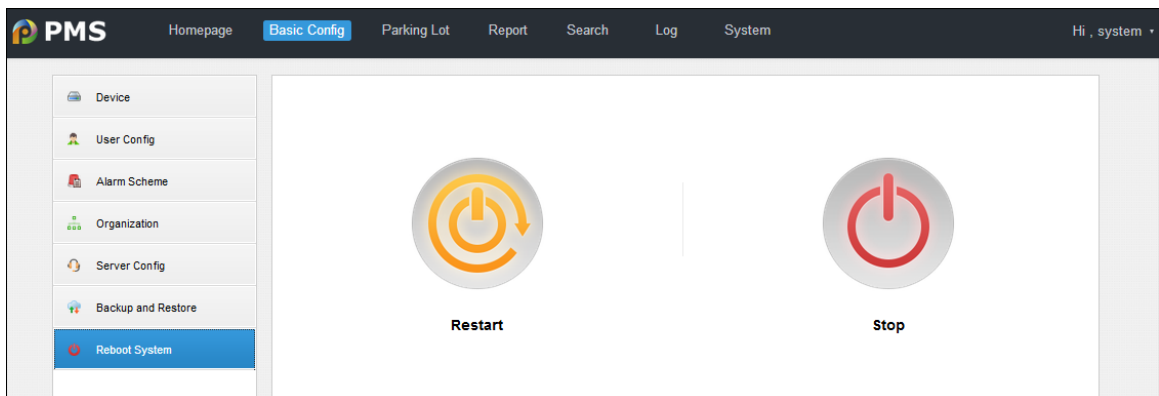 PMS Homepage Basic Config Parking Lot Report Search Log System Hi , system
Device
User Config
Alarm Scheme
Organization
Server Config
Backup and Restore
Reboot System
Restart Stop